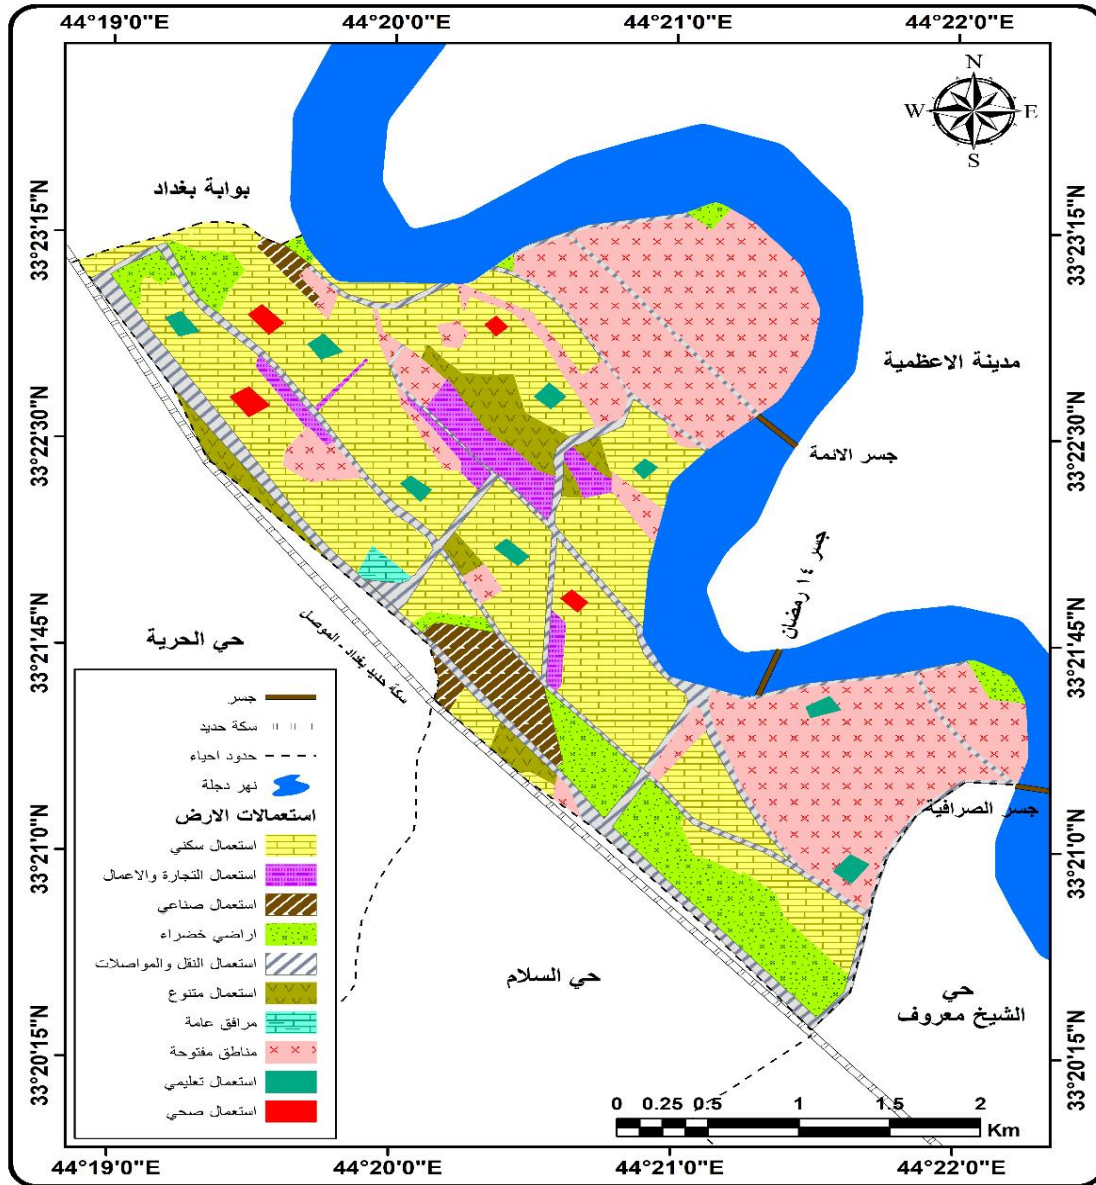 44°19'0"E 44°20'0"E 44°21'0"E 44°22'0"E
N
W E
S
33°23'15"N
33°22'30"N
33°21'45"N
33°21'0"N
33°20'15"N
33°23'15"N
33°22'30"N
33°21'45"N
33°21'0"N
33°20'15"N
بوابة بغداد
مدينة الاعظمية
جسر الائمة
جسر ١٤ رمضان
جسر الصرافية
حي الحرية
سكة حديد بغداد - الموصل
حي السلام
حي
الشيخ معروف
جسر
سكة حديد
حدود احياء
نهر دجلة
استعمالات الارض
استعمال سكني
استعمال التجارة والاعمال
استعمال صناعي
اراضي خضراء
استعمال النقل والمواصلات
استعمال متنوع
مرافق عامة
مناطق مفتوحة
استعمال تعليمي
استعمال صحي
0 0.25 0.5 1 1.5 2
Km
44°19'0"E 44°20'0"E 44°21'0"E 44°22'0"E